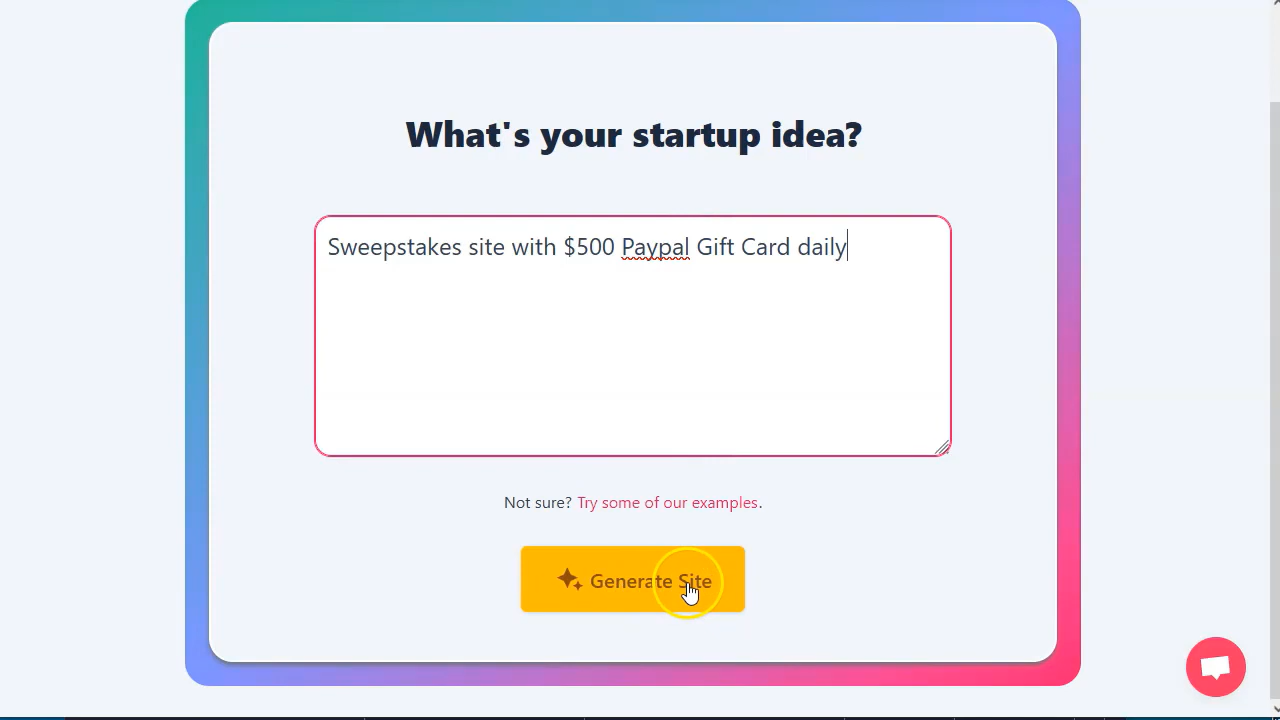 What's your startup idea?
Sweepstakes site with $500 Paypal Gift Card daily
Not sure? Try some of our examples.
Generate Site